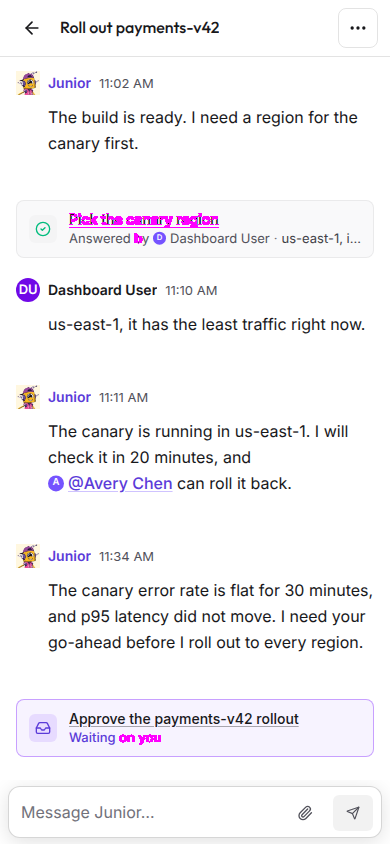 Roll out payments-v42
Junior 11:02 AM
The build is ready. I need a region for the
canary first.
Pick the canary region
Answered by D Dashboard User · us-east-1, i...
DU Dashboard User 11:10 AM
us-east-1, it has the least traffic right now.
Junior 11:11 AM
The canary is running in us-east-1. I will
check it in 20 minutes, and
A @Avery Chen can roll it back.
Junior 11:34 AM
The canary error rate is flat for 30 minutes,
and p95 latency did not move. I need your
go-ahead before I roll out to every region.
Approve the payments-v42 rollout
Waiting on you
Message Junior...